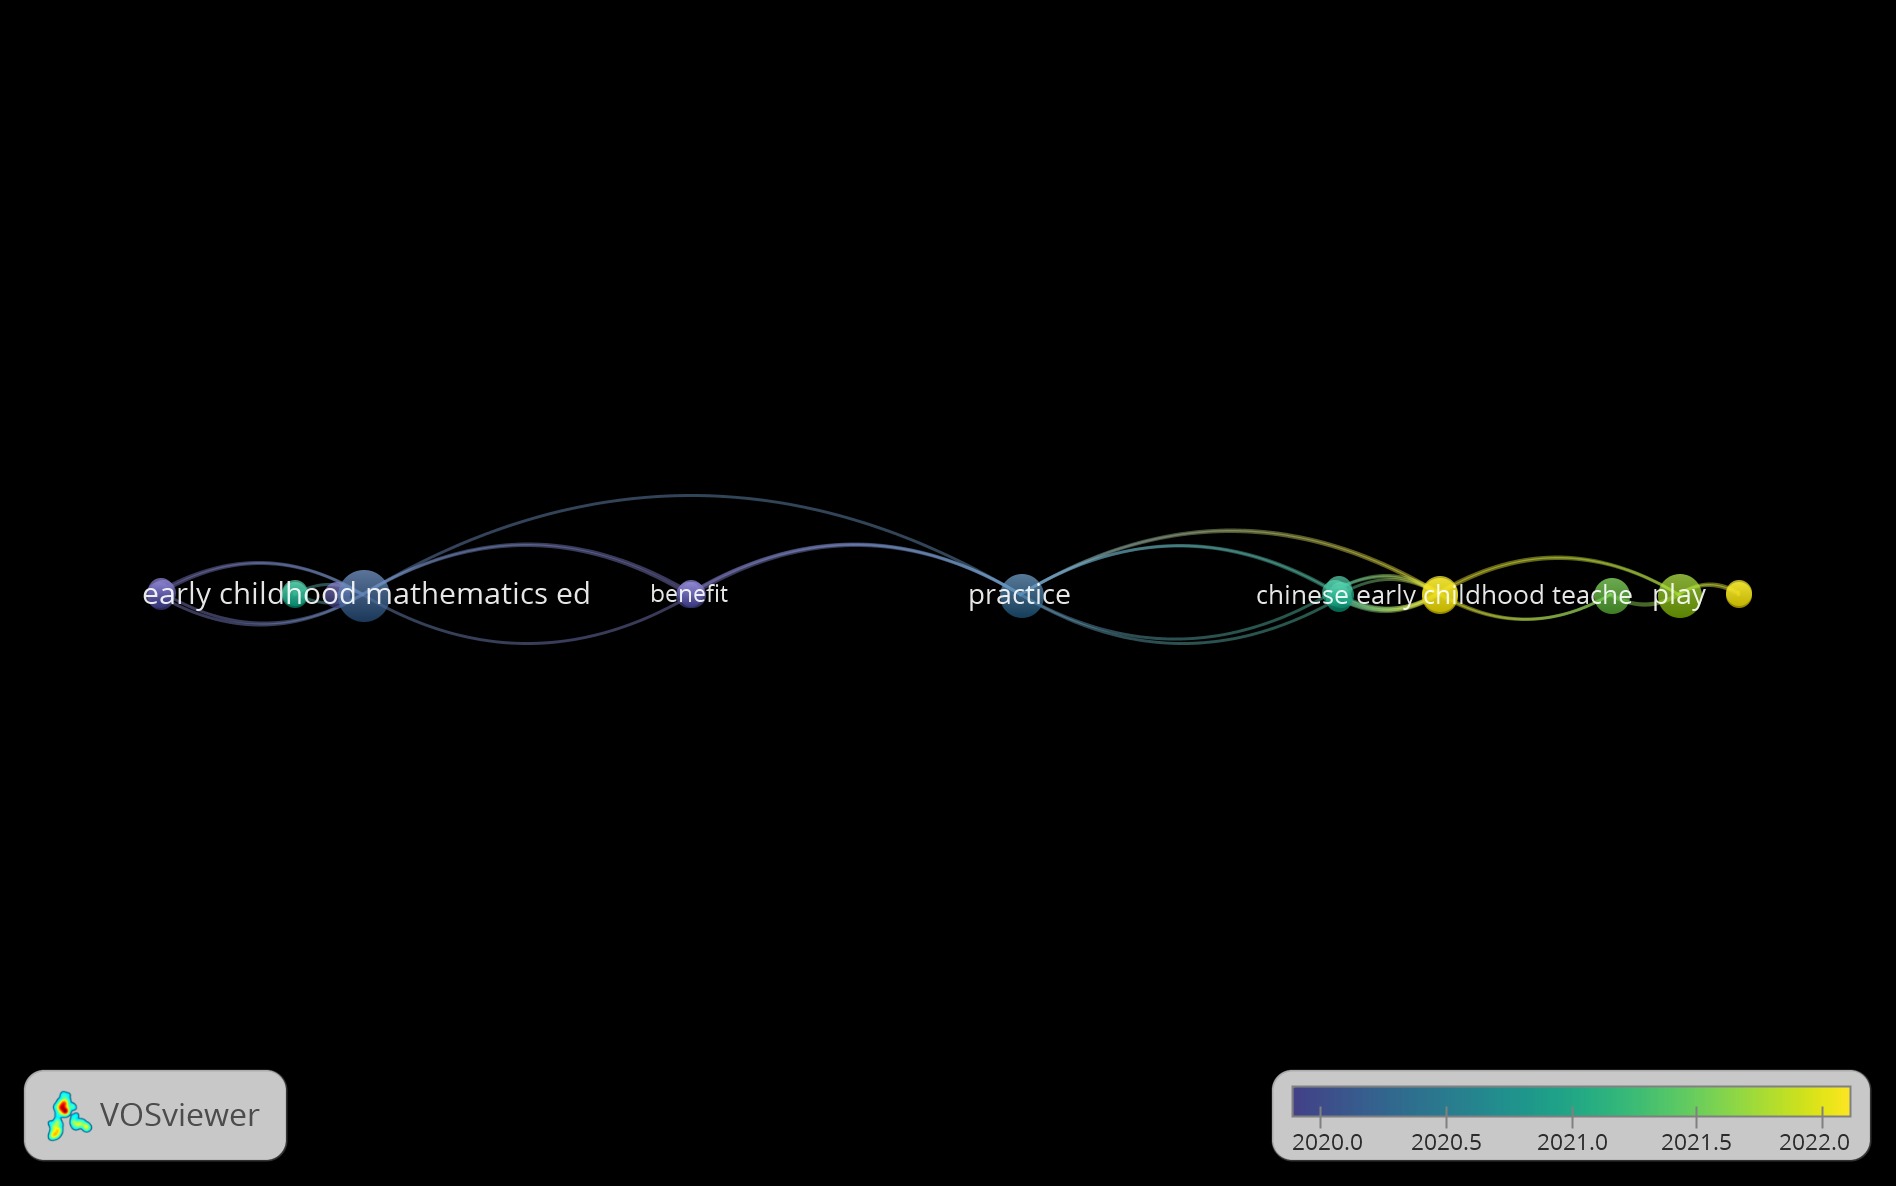 early childhood mathematics ed
benefit
practice
chinese early childhood teache
play
VOSviewer
2020.0
2020.5
2021.0
2021.5
2022.0